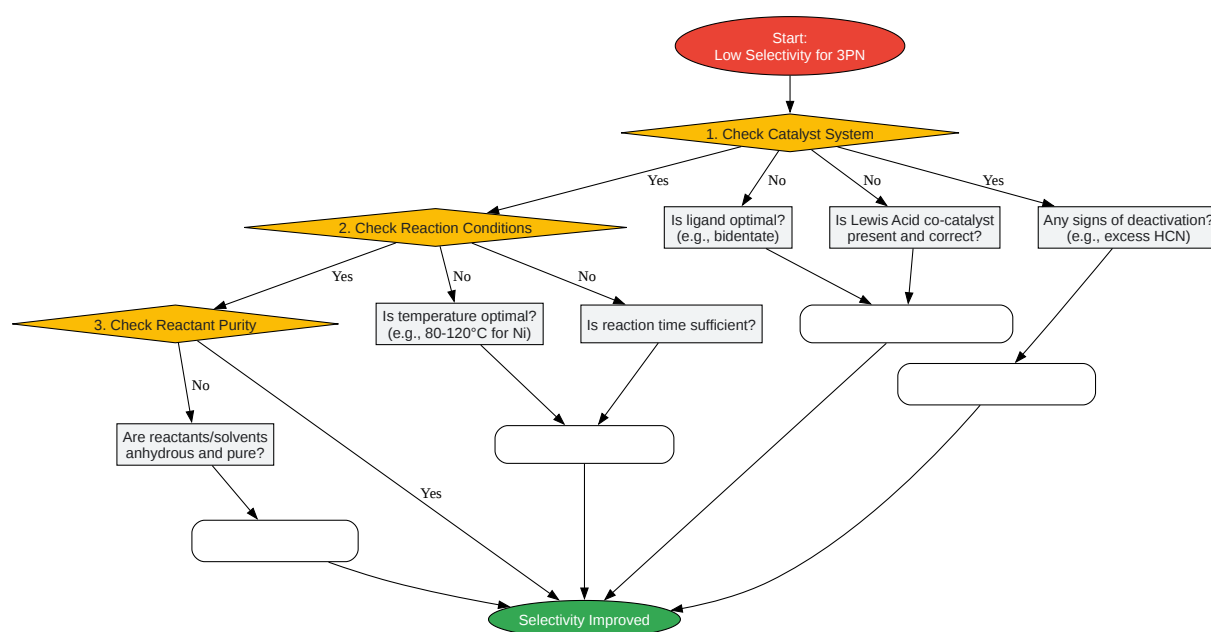 Start:
Low Selectivity for 3PN
1. Check Catalyst System
Yes
No
No
Yes
2. Check Reaction Conditions
Is ligand optimal?
(e.g., bidentate)
Is Lewis Acid co-catalyst
present and correct?
Any signs of deactivation?
(e.g., excess HCN)
Yes
No
No
3. Check Reactant Purity
Is temperature optimal?
(e.g., 80-120°C for Ni)
Is reaction time sufficient?
No
Are reactants/solvents
anhydrous and pure?
Yes
Selectivity Improved